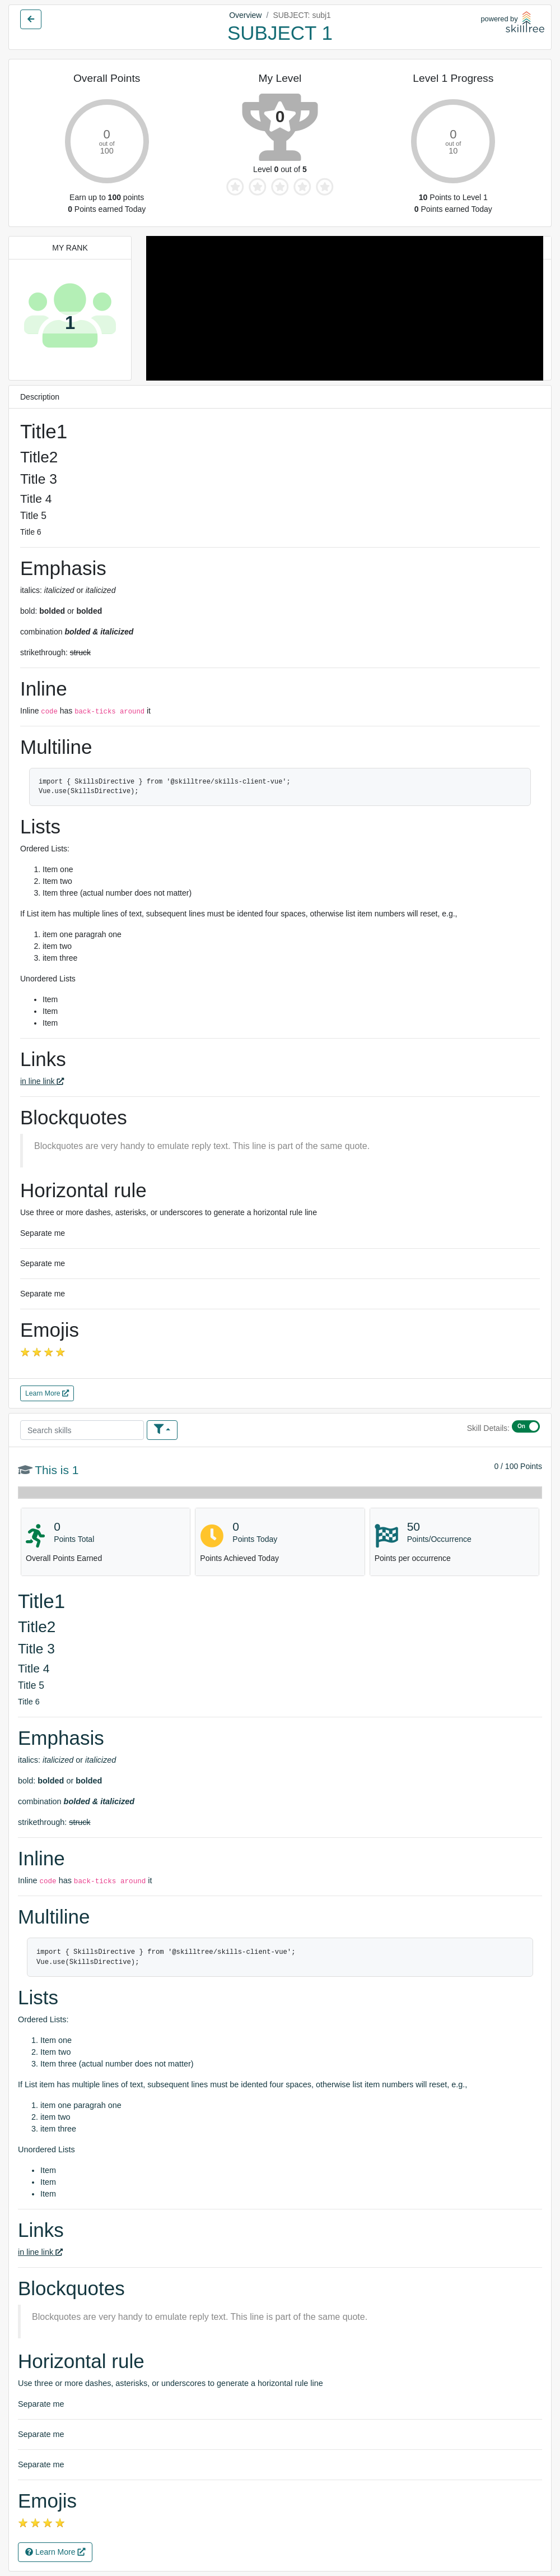 Overview / SUBJECT: subj1
SUBJECT 1
powered by
skilltree
Overall Points
0
out of
100
Earn up to 100 points
0 Points earned Today
My Level
0
Level 0 out of 5
Level 1 Progress
0
out of
10
10 Points to Level 1
0 Points earned Today
MY RANK
1
Description
Title1
Title2
Title 3
Title 4
Title 5
Title 6
Emphasis
italics: italicized or italicized
bold: bolded or bolded
combination bolded & italicized
strikethrough: struck
Inline
Inline code has back-ticks around it
Multiline
import { SkillsDirective } from '@skilltree/skills-client-vue';
Vue.use(SkillsDirective);
Lists
Ordered Lists:
1. Item one
2. Item two
3. Item three (actual number does not matter)
If List item has multiple lines of text, subsequent lines must be idented four spaces, otherwise list item numbers will reset, e.g.,
1. item one paragrah one
2. item two
3. item three
Unordered Lists
• Item
• Item
• Item
Links
in line link
Blockquotes
Blockquotes are very handy to emulate reply text. This line is part of the same quote.
Horizontal rule
Use three or more dashes, asterisks, or underscores to generate a horizontal rule line
Separate me
Separate me
Separate me
Emojis
⭐ ⭐ ⭐ ⭐
Learn More
Search skills
Skill Details: On
This is 1
0 / 100 Points
0
Points Total
Overall Points Earned
0
Points Today
Points Achieved Today
50
Points/Occurrence
Points per occurrence
Title1
Title2
Title 3
Title 4
Title 5
Title 6
Emphasis
italics: italicized or italicized
bold: bolded or bolded
combination bolded & italicized
strikethrough: struck
Inline
Inline code has back-ticks around it
Multiline
import { SkillsDirective } from '@skilltree/skills-client-vue';
Vue.use(SkillsDirective);
Lists
Ordered Lists:
1. Item one
2. Item two
3. Item three (actual number does not matter)
If List item has multiple lines of text, subsequent lines must be idented four spaces, otherwise list item numbers will reset, e.g.,
1. item one paragrah one
2. item two
3. item three
Unordered Lists
• Item
• Item
• Item
Links
in line link
Blockquotes
Blockquotes are very handy to emulate reply text. This line is part of the same quote.
Horizontal rule
Use three or more dashes, asterisks, or underscores to generate a horizontal rule line
Separate me
Separate me
Separate me
Emojis
⭐ ⭐ ⭐ ⭐
Learn More